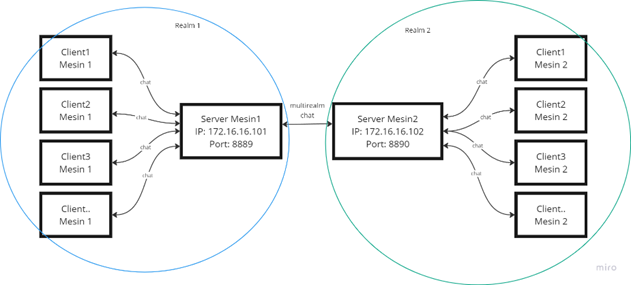 Realm 1
Client1
Mesin 1
chat
Client2
Mesin 1
chat
Client3
Mesin 1
chat
Client..
Mesin 1
chat
Server Mesin1
IP: 172.16.16.101
Port: 8889
multirealm
chat
Realm 2
Server Mesin2
IP: 172.16.16.102
Port: 8890
chat
Client1
Mesin 2
chat
Client2
Mesin 2
chat
Client3
Mesin 2
chat
Client..
Mesin 2
miro